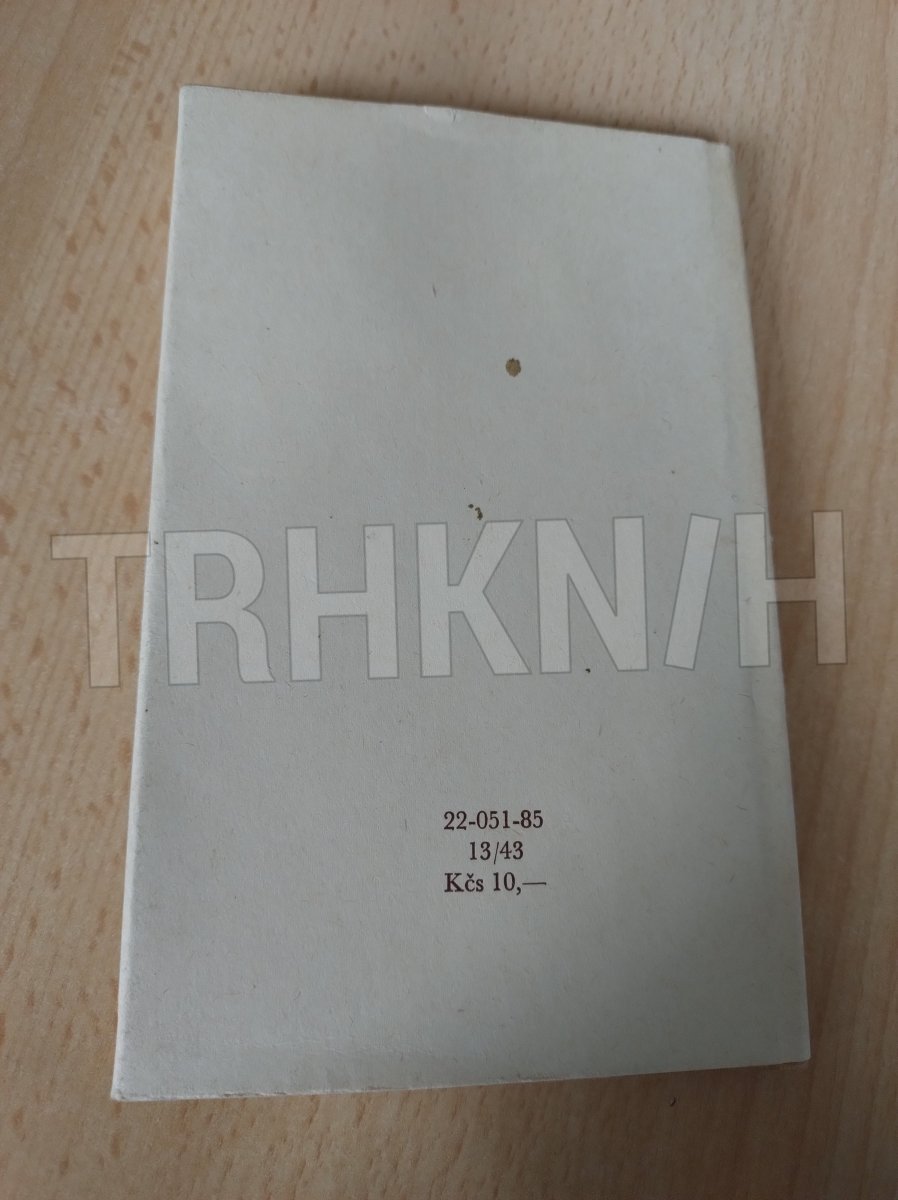 TRHKNIH
22-051-85
13/43
Kčs 10,—